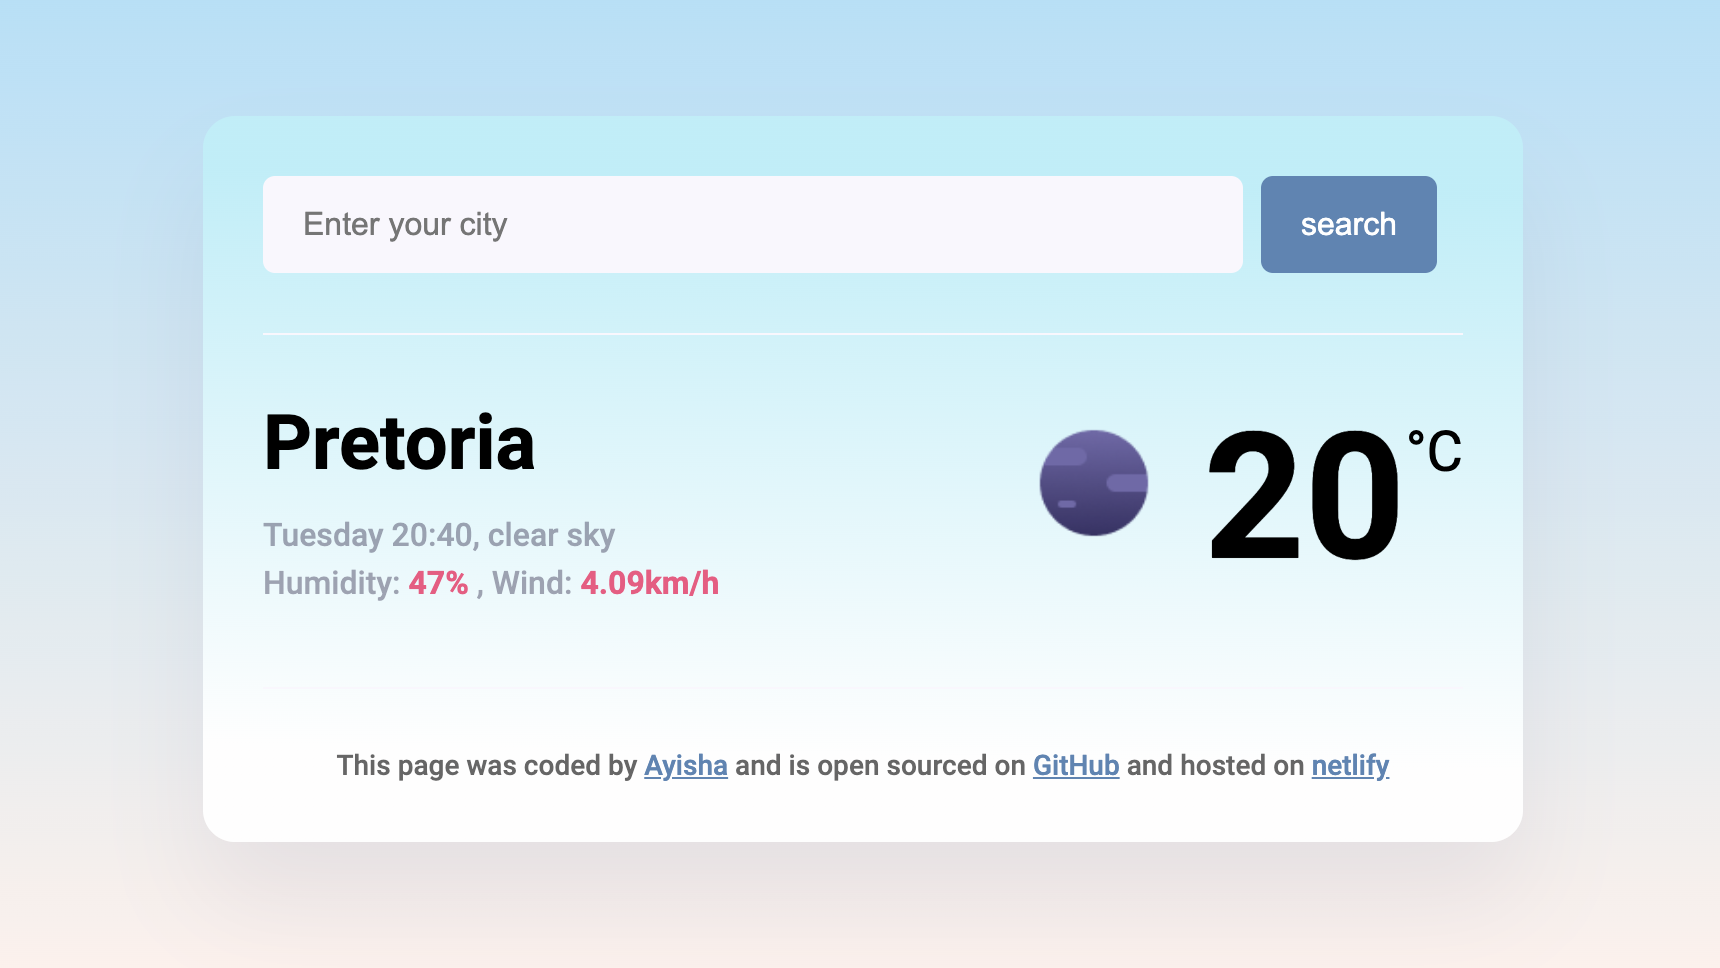 Enter your city
search
Pretoria
20°C
Tuesday 20:40, clear sky
Humidity: 47% , Wind: 4.09km/h
This page was coded by Ayisha and is open sourced on GitHub and hosted on netlify